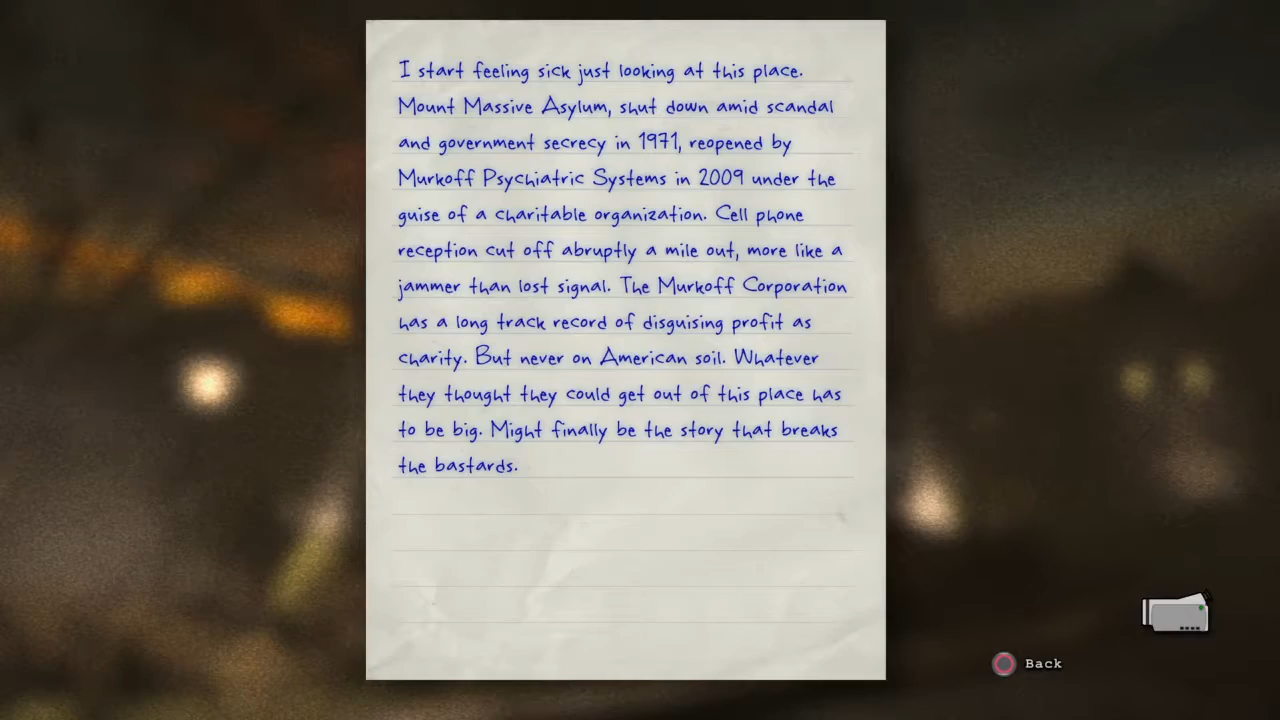 I start feeling sick just looking at this place.
Mount Massive Asylum, shut down amid scandal
and government secrecy in 1971, reopened by
Murkoff Psychiatric Systems in 2009 under the
guise of a charitable organization. Cell phone
reception cut off abruptly a mile out, more like a
jammer than lost signal. The Murkoff Corporation
has a long track record of disguising profit as
charity. But never on American soil. Whatever
they thought they could get out of this place has
to be big. Might finally be the story that breaks
the bastards.
Back